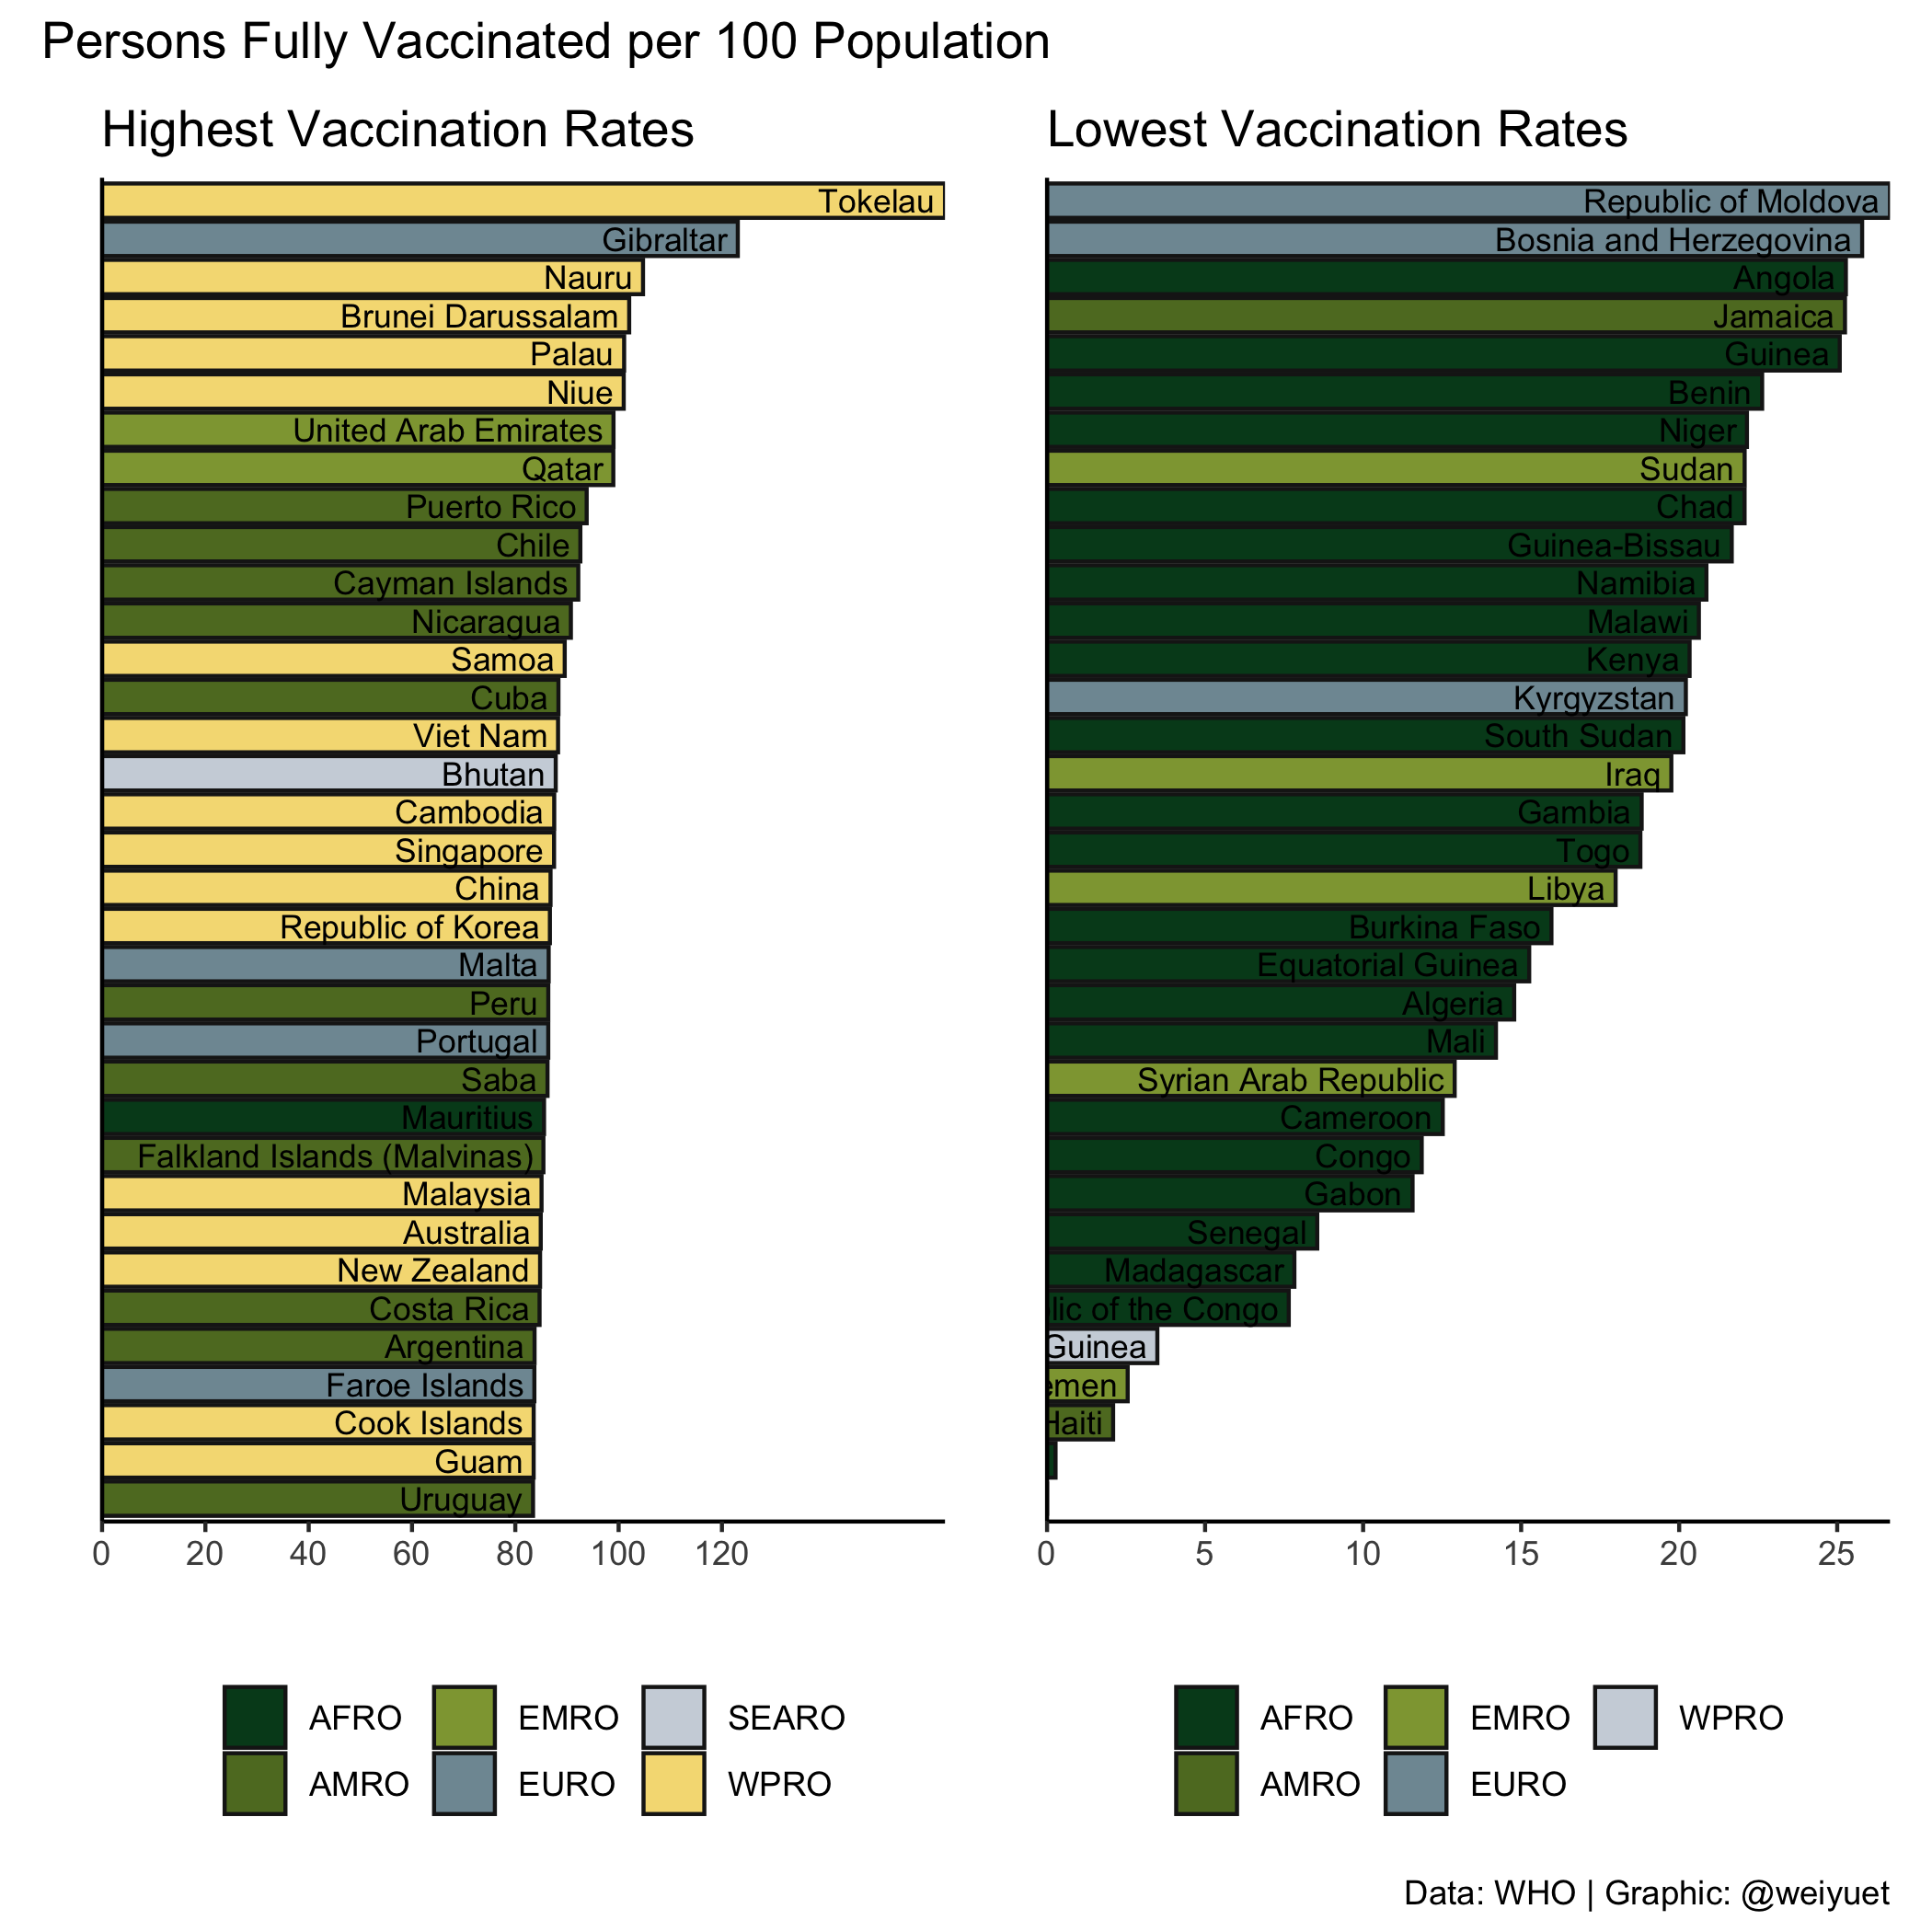 Persons Fully Vaccinated per 100 Population
Highest Vaccination Rates
Tokelau
Gibraltar
Nauru
Brunei Darussalam
Palau
Niue
United Arab Emirates
Qatar
Puerto Rico
Chile
Cayman Islands
Nicaragua
Samoa
Cuba
Viet Nam
Bhutan
Cambodia
Singapore
China
Republic of Korea
Malta
Peru
Portugal
Saba
Mauritius
Falkland Islands (Malvinas)
Malaysia
Australia
New Zealand
Costa Rica
Argentina
Faroe Islands
Cook Islands
Guam
Uruguay
0 20 40 60 80 100 120
AFRO EMRO SEARO
AMRO EURO WPRO
Lowest Vaccination Rates
Republic of Moldova
Bosnia and Herzegovina
Angola
Jamaica
Guinea
Benin
Niger
Sudan
Chad
Guinea-Bissau
Namibia
Malawi
Kenya
Kyrgyzstan
South Sudan
Iraq
Gambia
Togo
Libya
Burkina Faso
Equatorial Guinea
Algeria
Mali
Syrian Arab Republic
Cameroon
Congo
Gabon
Senegal
Madagascar
lic of the Congo
Guinea
emen
Haiti
0 5 10 15 20 25
AFRO EMRO WPRO
AMRO EURO
Data: WHO | Graphic: @weiyuet